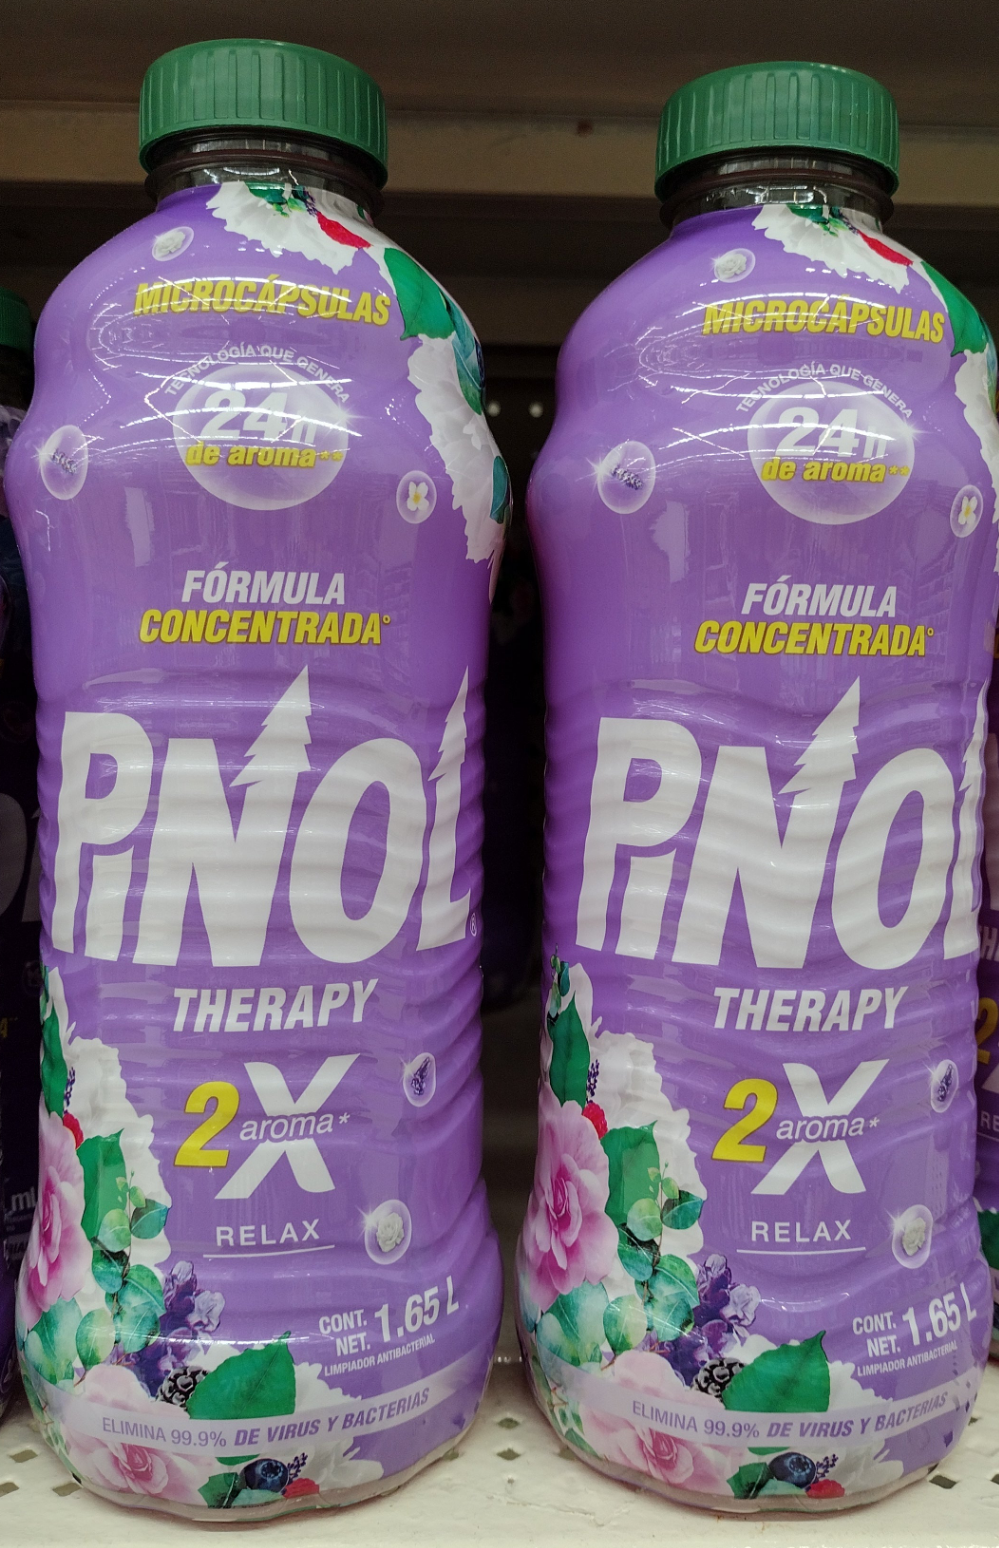 MICROCÁPSULAS
TECNOLOGÍA QUE GENERA
24h
de aroma**
FÓRMULA
CONCENTRADA°
PINOL®
THERAPY
2X
aroma*
RELAX
CONT.
NET. 1.65 L
LIMPIADOR ANTIBACTERIAL
ELIMINA 99.9% DE VIRUS Y BACTERIAS
MICROCÁPSULAS
TECNOLOGÍA QUE GENERA
24h
de aroma**
FÓRMULA
CONCENTRADA°
PINOL
THERAPY
2X
aroma*
RELAX
CONT.
NET. 1.65 L
LIMPIADOR ANTIBACTERIAL
ELIMINA 99.9% DE VIRUS Y BACTERIAS